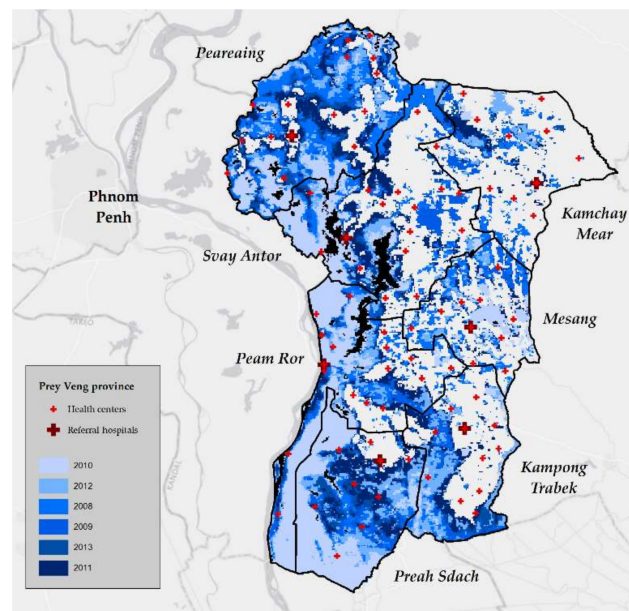 Peareaing
Phnom
Penh
Kamchay
Mear
Svay Antor
Mesang
Peam Ror
Prey Veng province
Health centers
Referral hospitals
2010
2012
2008
2009
2013
2011
KANDAL
Kampong
Trabek
Preah Sdach